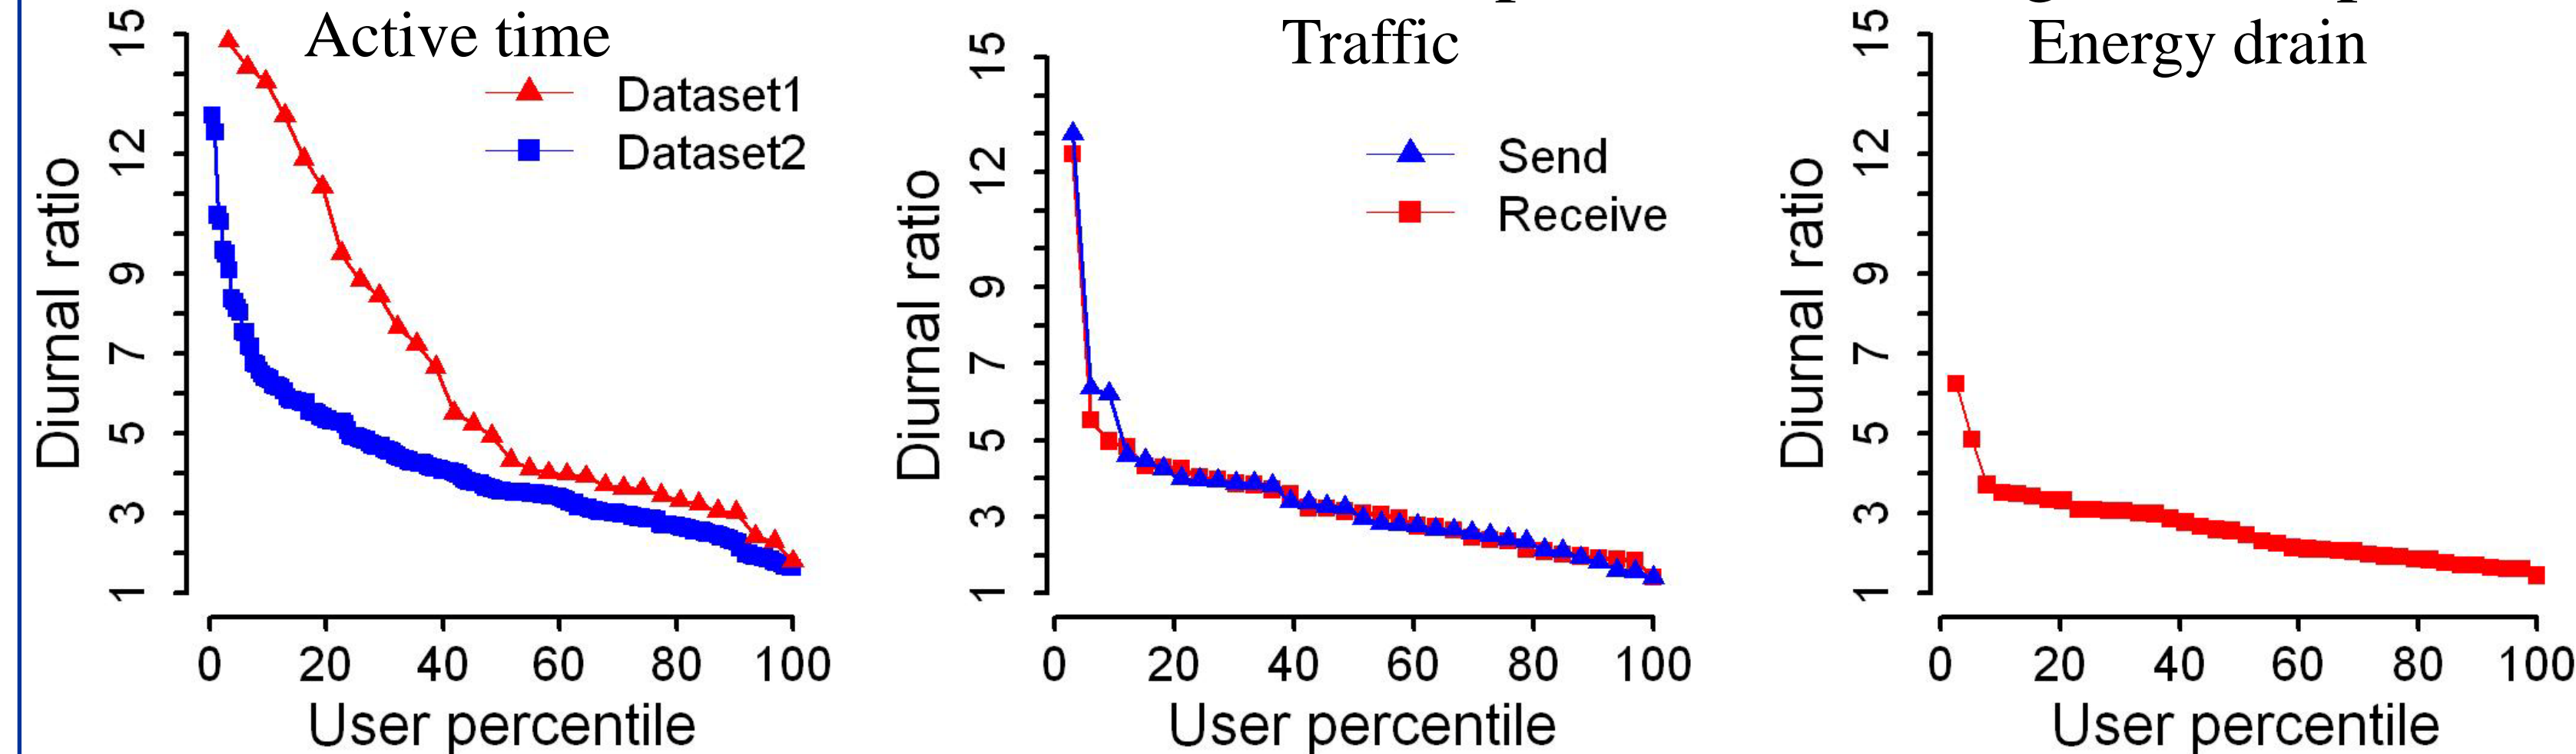 Active time
Dataset1
Dataset2
Diurnal ratio
15
12
9
7
5
3
1
0 20 40 60 80 100
User percentile
Traffic
Send
Receive
Diurnal ratio
15
12
9
7
5
3
1
0 20 40 60 80 100
User percentile
Energy drain
Diurnal ratio
15
12
9
7
5
3
1
0 20 40 60 80 100
User percentile